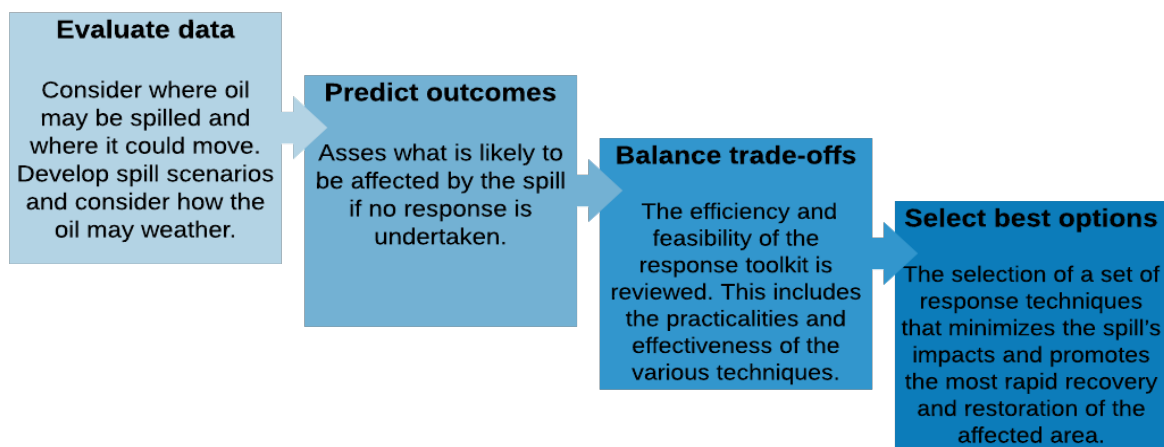 Evaluate data
Consider where oil
may be spilled and
where it could move.
Develop spill scenarios
and consider how the
oil may weather.
Predict outcomes
Asses what is likely to
be affected by the spill
if no response is
undertaken.
Balance trade-offs
The efficiency and
feasibility of the
response toolkit is
reviewed. This includes
the practicalities and
effectiveness of the
various techniques.
Select best options
The selection of a set of
response techniques
that minimizes the spill's
impacts and promotes
the most rapid recovery
and restoration of the
affected area.